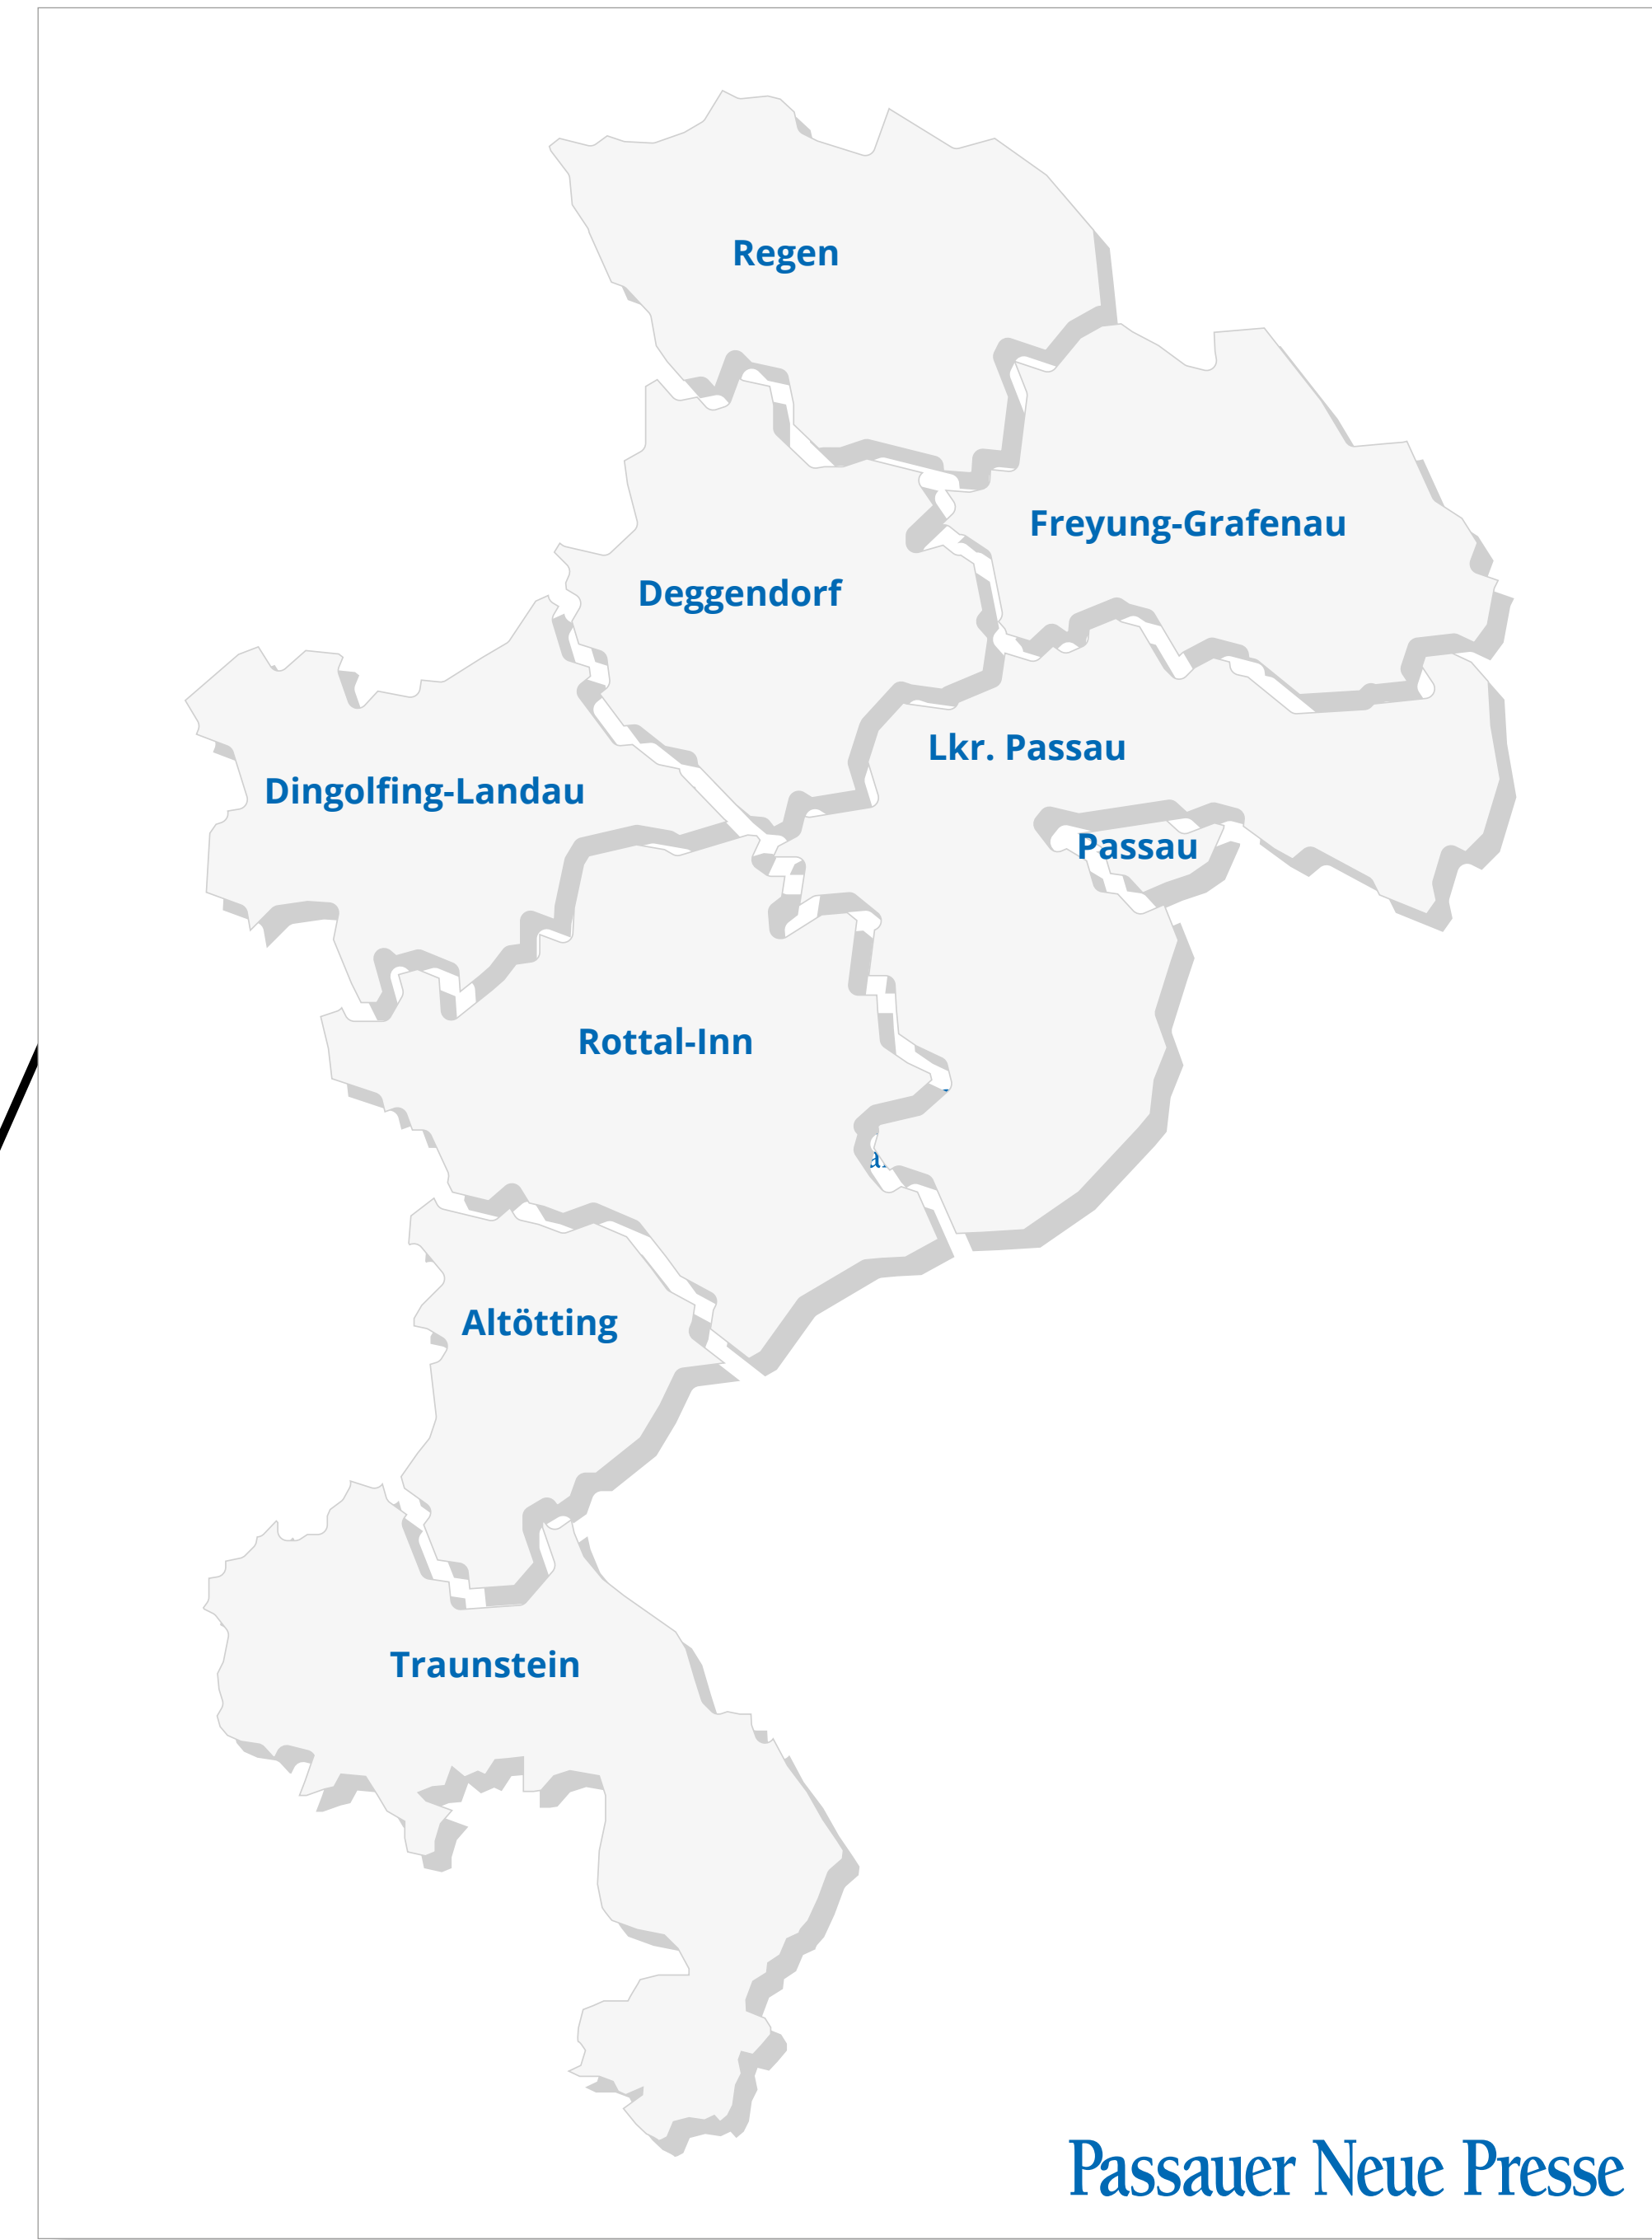 Regen
Freyung-Grafenau
Deggendorf
Lkr. Passau
Dingolfing-Landau
Passau
Rottal-Inn
Altötting
Traunstein
Passauer Neue Presse